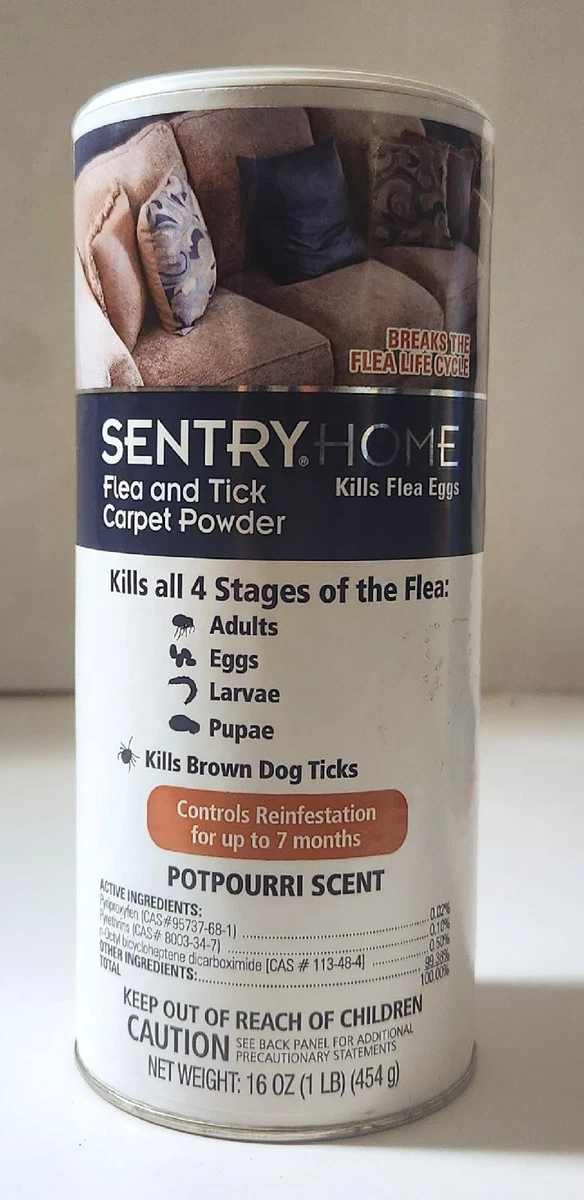 BREAKS THE
FLEA LIFE CYCLE
SENTRY® HOME
Flea and Tick
Carpet Powder
Kills Flea Eggs
Kills all 4 Stages of the Flea:
Adults
Eggs
Larvae
Pupae
Kills Brown Dog Ticks
Controls Reinfestation
for up to 7 months
POTPOURRI SCENT
ACTIVE INGREDIENTS:
Pyriproxyfen (CAS#95737-68-1) 0.02%
Pyrethrins (CAS# 8003-34-7) 0.10%
n-Octyl bicycloheptene dicarboximide [CAS # 113-48-4] 0.50%
OTHER INGREDIENTS: 99.38%
TOTAL 100.00%
KEEP OUT OF REACH OF CHILDREN
CAUTION SEE BACK PANEL FOR ADDITIONAL
PRECAUTIONARY STATEMENTS
NET WEIGHT: 16 OZ (1 LB) (454 g)